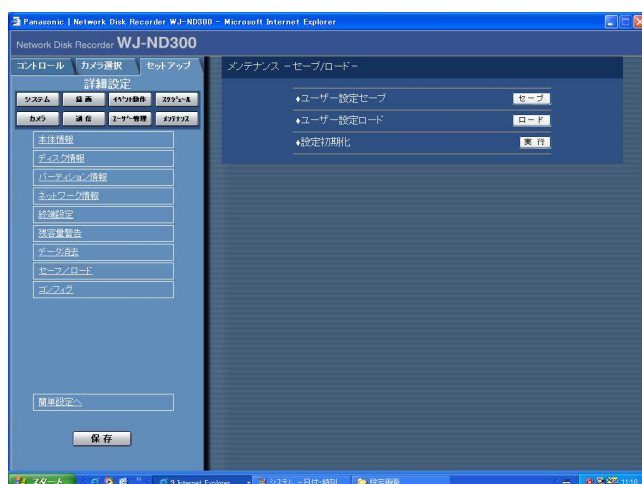 Panasonic | Network Disk Recorder WJ-ND300 - Microsoft Internet Explorer
Network Disk Recorder WJ-ND300
コントロール カメラ選択 セットアップ
詳細設定
システム 録画 イベント動作 スケジュール
カメラ 通信 ユーザー管理 メンテナンス
本体情報
ディスク情報
パーティション情報
ネットワーク情報
終端設定
残容量警告
データ消去
セーブ/ロード
コンフィグ
簡単設定へ
保存
メンテナンス -セーブ/ロード-
♦ユーザー設定セーブ セーブ
♦ユーザー設定ロード ロード
♦設定初期化 実行
スタート 3 Internet Explorer システム -日付・時刻 設定画面 11:16